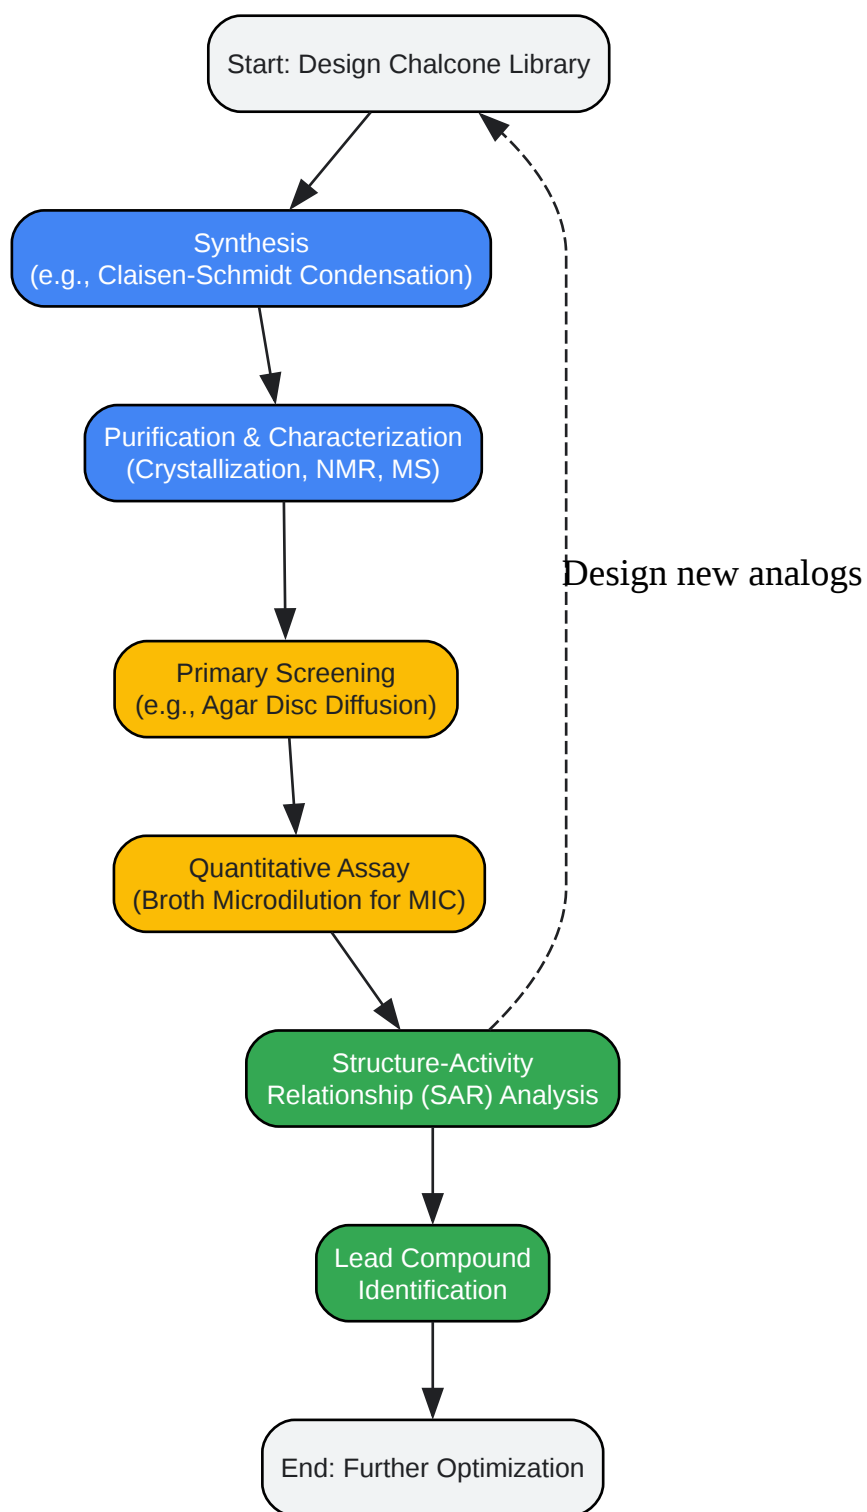 Start: Design Chalcone Library
Synthesis
(e.g., Claisen-Schmidt Condensation)
Purification & Characterization
(Crystallization, NMR, MS)
Design new analogs
Primary Screening
(e.g., Agar Disc Diffusion)
Quantitative Assay
(Broth Microdilution for MIC)
Structure-Activity
Relationship (SAR) Analysis
Lead Compound
Identification
End: Further Optimization